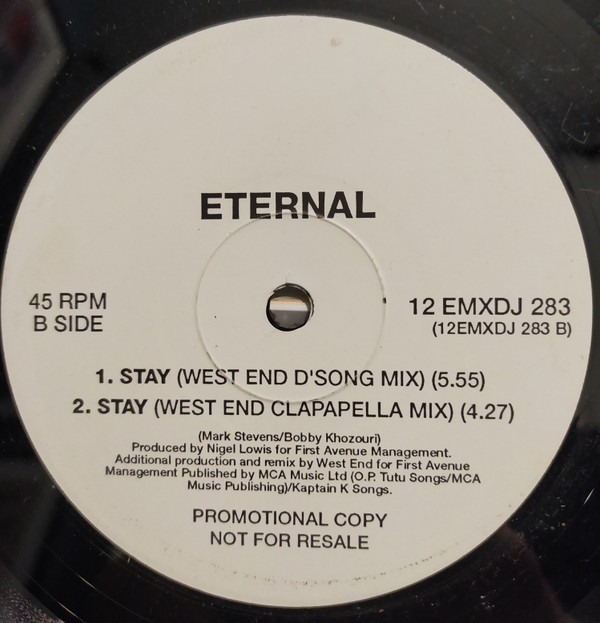 ETERNAL
45 RPM
B SIDE
12 EMXDJ 283
(12EMXDJ 283 B)
1. STAY (WEST END D'SONG MIX) (5.55)
2. STAY (WEST END CLAPAPELLA MIX) (4.27)
(Mark Stevens/Bobby Khozouri)
Produced by Nigel Lowis for First Avenue Management.
Additional production and remix by West End for First Avenue
Management Published by MCA Music Ltd (O.P. Tutu Songs/MCA
Music Publishing)/Kaptain K Songs.
PROMOTIONAL COPY
NOT FOR RESALE